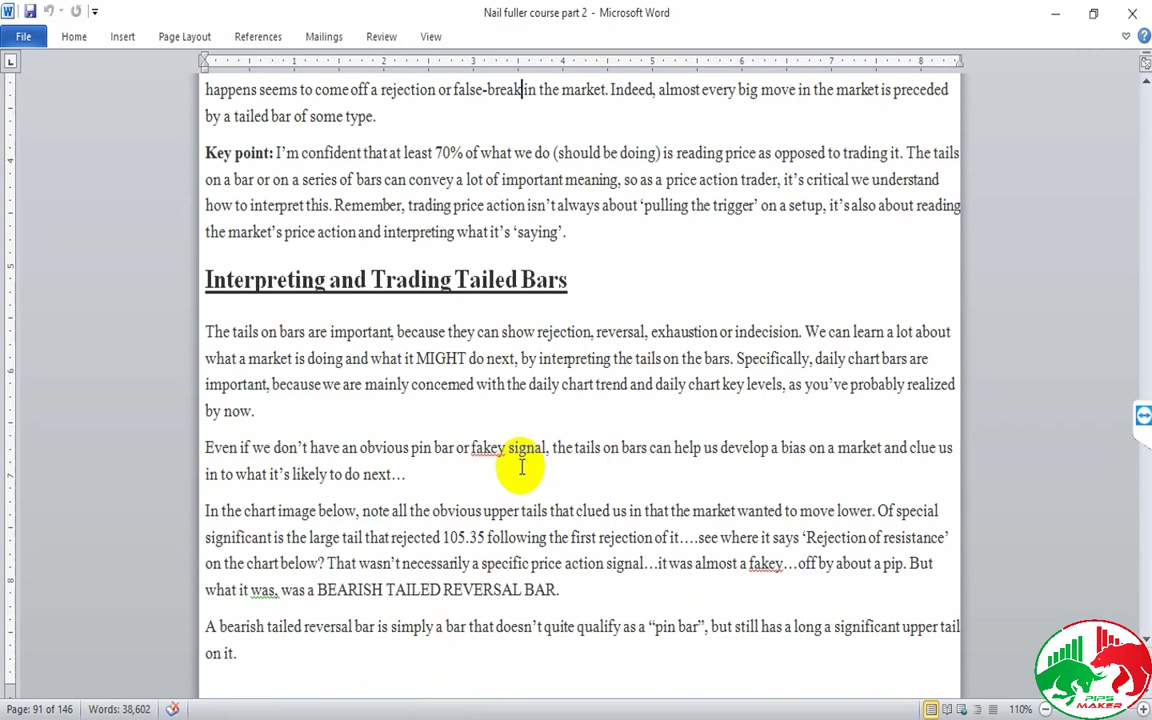 Nail fuller course part 2 - Microsoft Word
File Home Insert Page Layout References Mailings Review View
1 2 3 4 5 6 7 8
happens seems to come off a rejection or false-break in the market. Indeed, almost every big move in the market is preceded
by a tailed bar of some type.
Key point: I’m confident that at least 70% of what we do (should be doing) is reading price as opposed to trading it. The tails
on a bar or on a series of bars can convey a lot of important meaning, so as a price action trader, it’s critical we understand
how to interpret this. Remember, trading price action isn’t always about ‘pulling the trigger’ on a setup, it’s also about reading
the market’s price action and interpreting what it’s ‘saying’.
Interpreting and Trading Tailed Bars
The tails on bars are important, because they can show rejection, reversal, exhaustion or indecision. We can learn a lot about
what a market is doing and what it MIGHT do next, by interpreting the tails on the bars. Specifically, daily chart bars are
important, because we are mainly concerned with the daily chart trend and daily chart key levels, as you’ve probably realized
by now.
Even if we don’t have an obvious pin bar or fakey signal, the tails on bars can help us develop a bias on a market and clue us
in to what it’s likely to do next…
In the chart image below, note all the obvious upper tails that clued us in that the market wanted to move lower. Of special
significant is the large tail that rejected 105.35 following the first rejection of it….see where it says ‘Rejection of resistance’
on the chart below? That wasn’t necessarily a specific price action signal…it was almost a fakey…off by about a pip. But
what it was, was a BEARISH TAILED REVERSAL BAR.
A bearish tailed reversal bar is simply a bar that doesn’t quite qualify as a “pin bar”, but still has a long a significant upper tail
on it.
4
5
6
7
8
PIPS
MAKER
Page: 91 of 146 Words: 38,602 110%